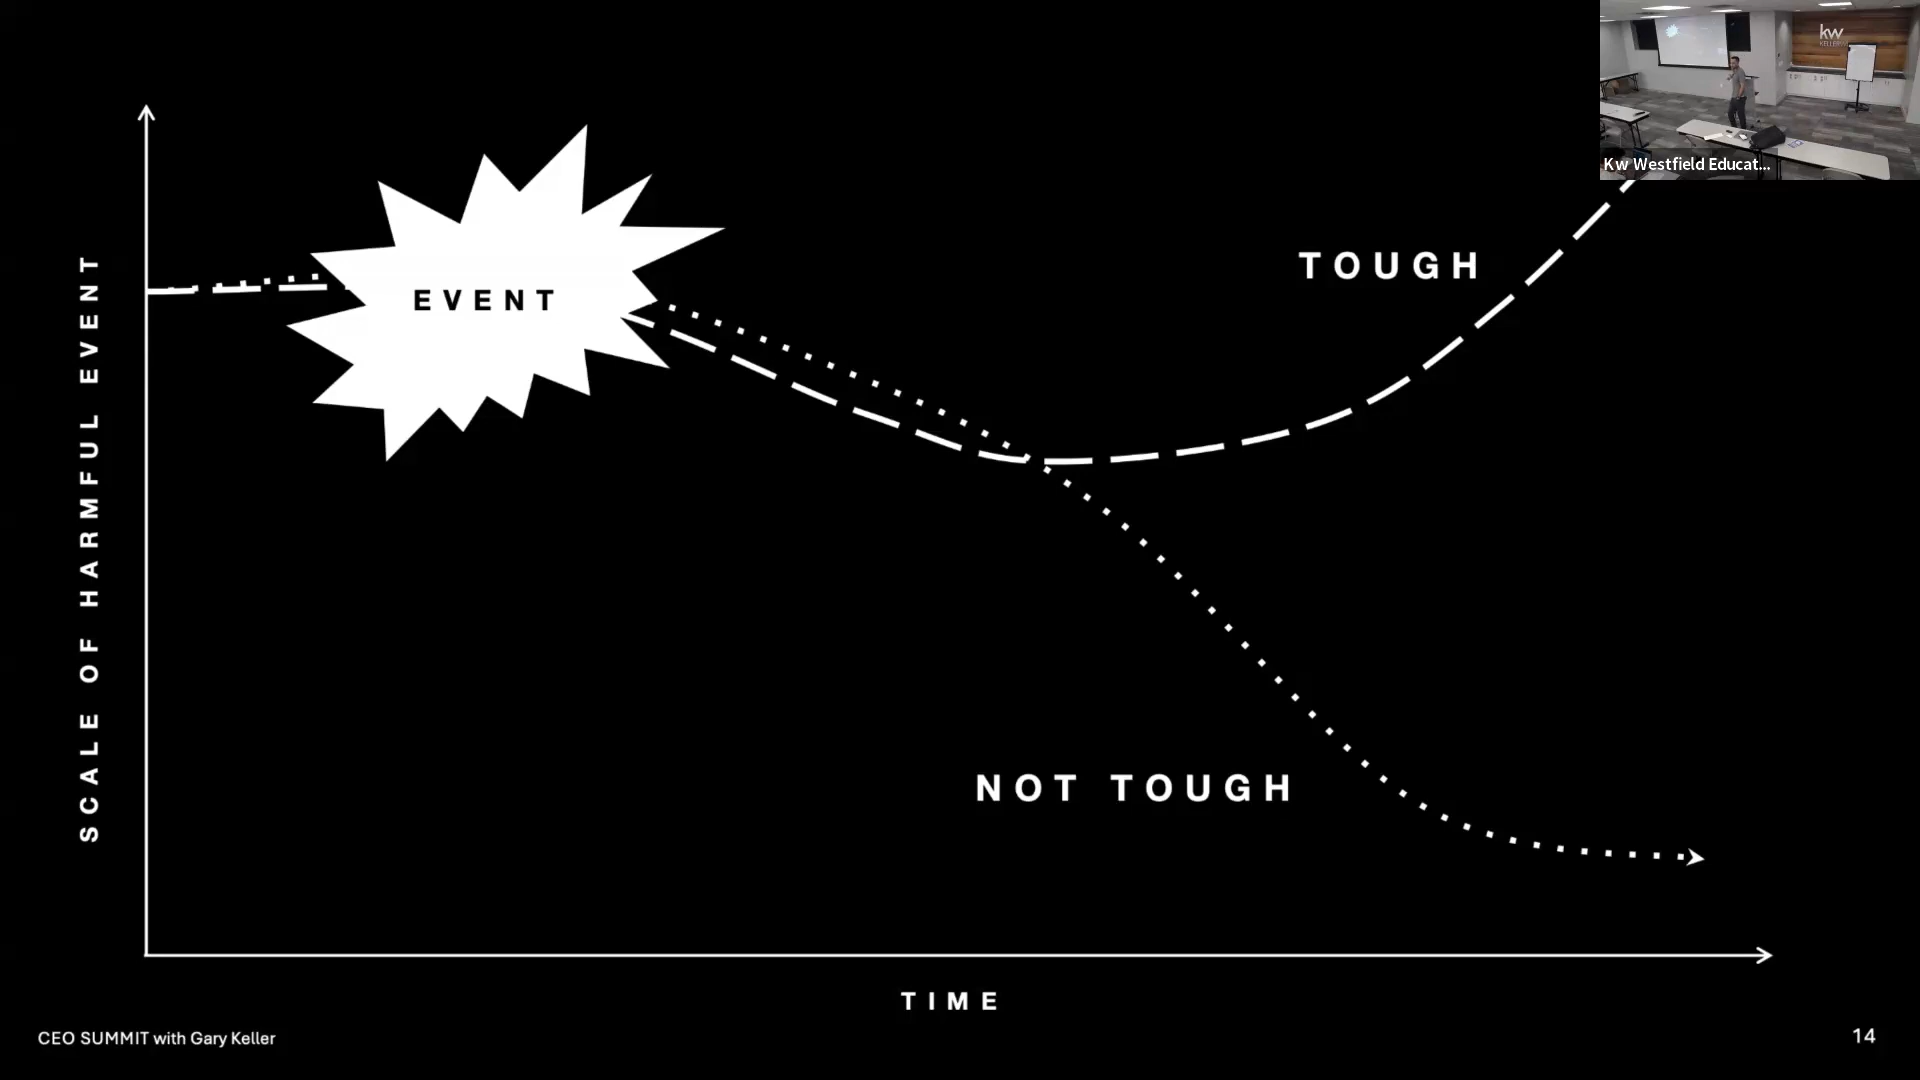 kw
KELLER
Kw Westfield Educat...
TOUGH
EVENT
SCALE OF HARMFUL EVENT
NOT TOUGH
TIME
CEO SUMMIT with Gary Keller
14